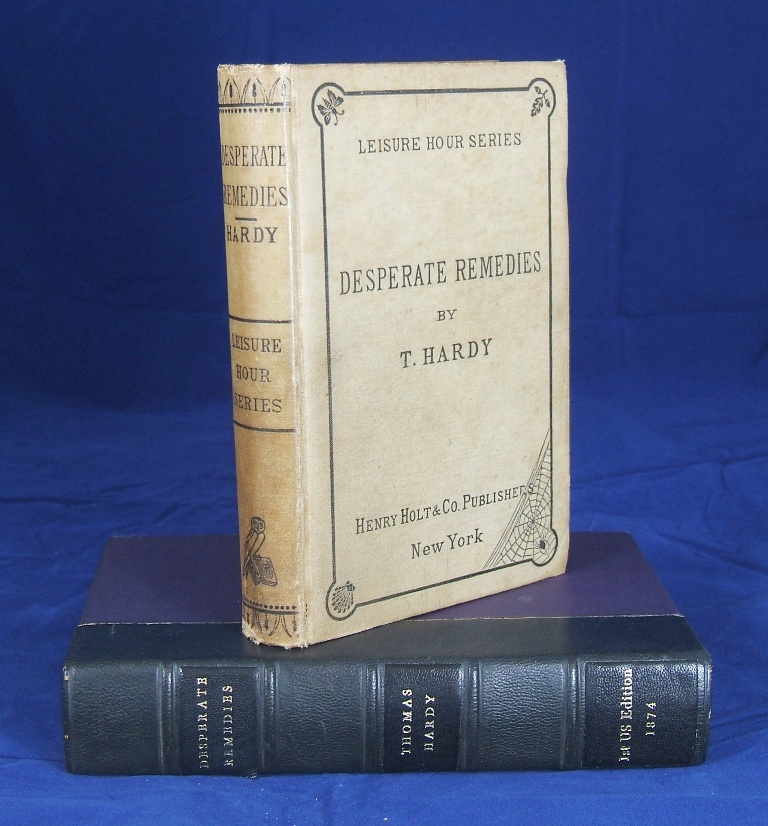 DESPERATE
REMEDIES
HARDY
LEISURE
HOUR
SERIES
LEISURE HOUR SERIES
DESPERATE REMEDIES
BY
T. HARDY
HENRY HOLT & CO. PUBLISHERS
New York
DESPERATE
REMEDIES
THOMAS
HARDY
1st US Edition
1874